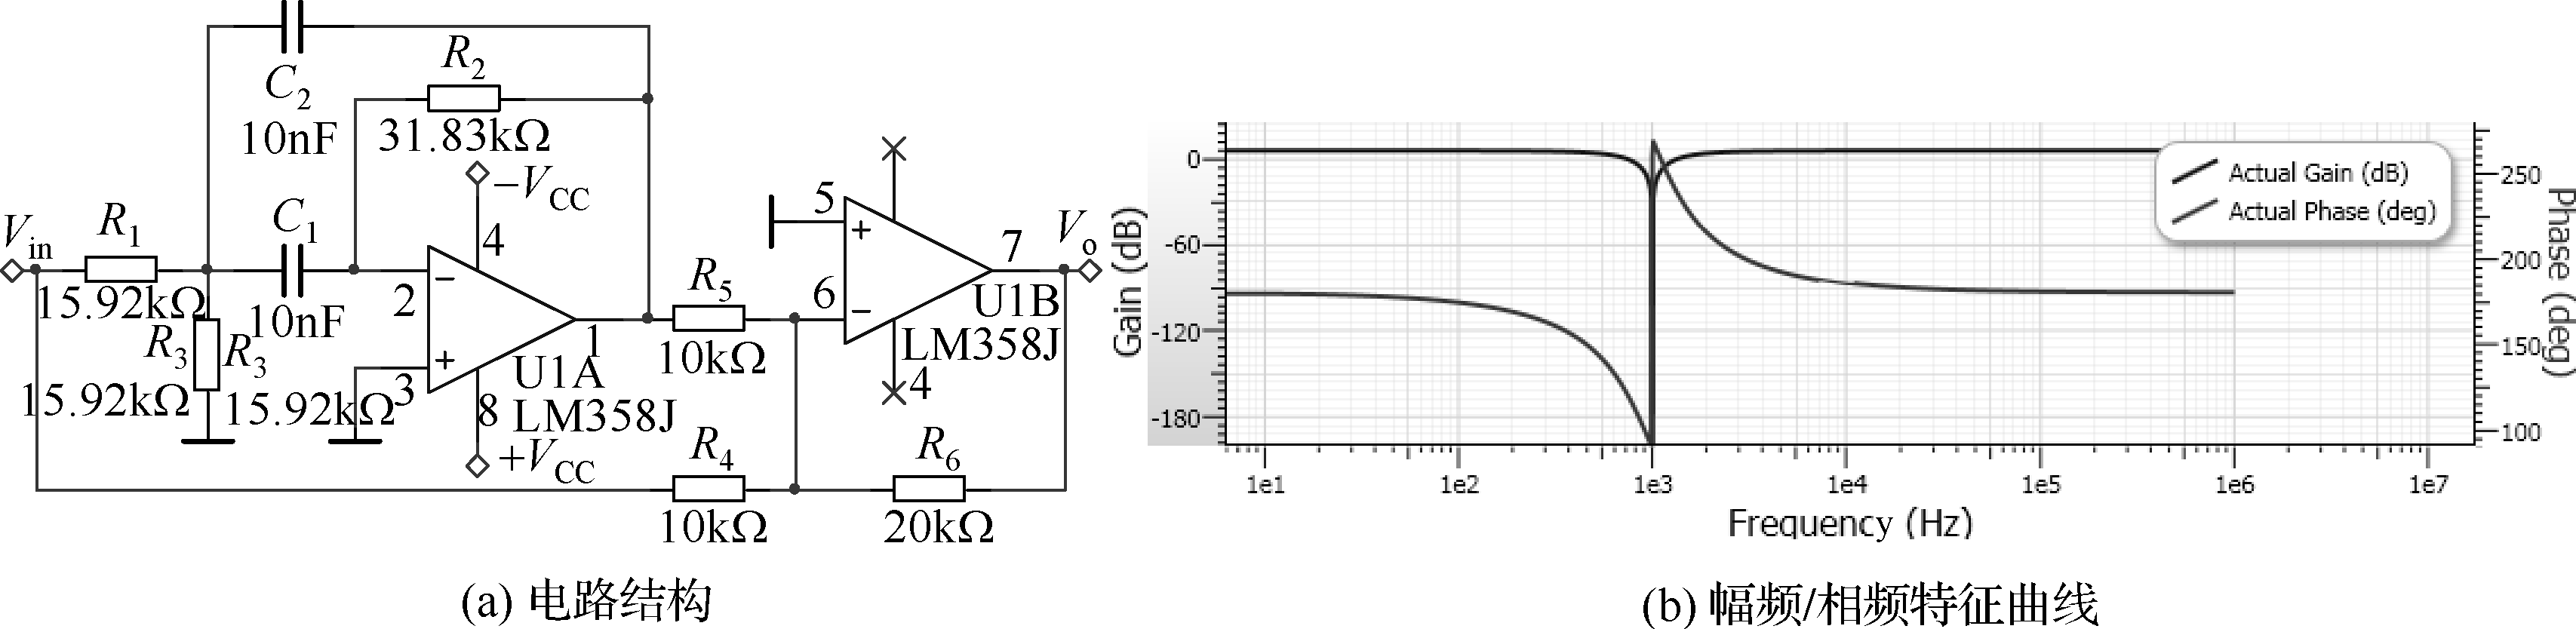 C2
10nF
R2
31.83kΩ
−VCC
4
Vin
R1
15.92kΩ
C1
10nF
2
3
1
8
U1A
LM358J
+VCC
R3
15.92kΩ
R3
15.92kΩ
R5
10kΩ
5
6
7
4
U1B
LM358J
Vo
R4
10kΩ
R6
20kΩ
(a) 电路结构
Gain (dB)
0
-60
-120
-180
Actual Gain (dB)
Actual Phase (deg)
250
200
150
100
Phase (deg)
1e1 1e2 1e3 1e4 1e5 1e6 1e7
Frequency (Hz)
(b) 幅频/相频特征曲线